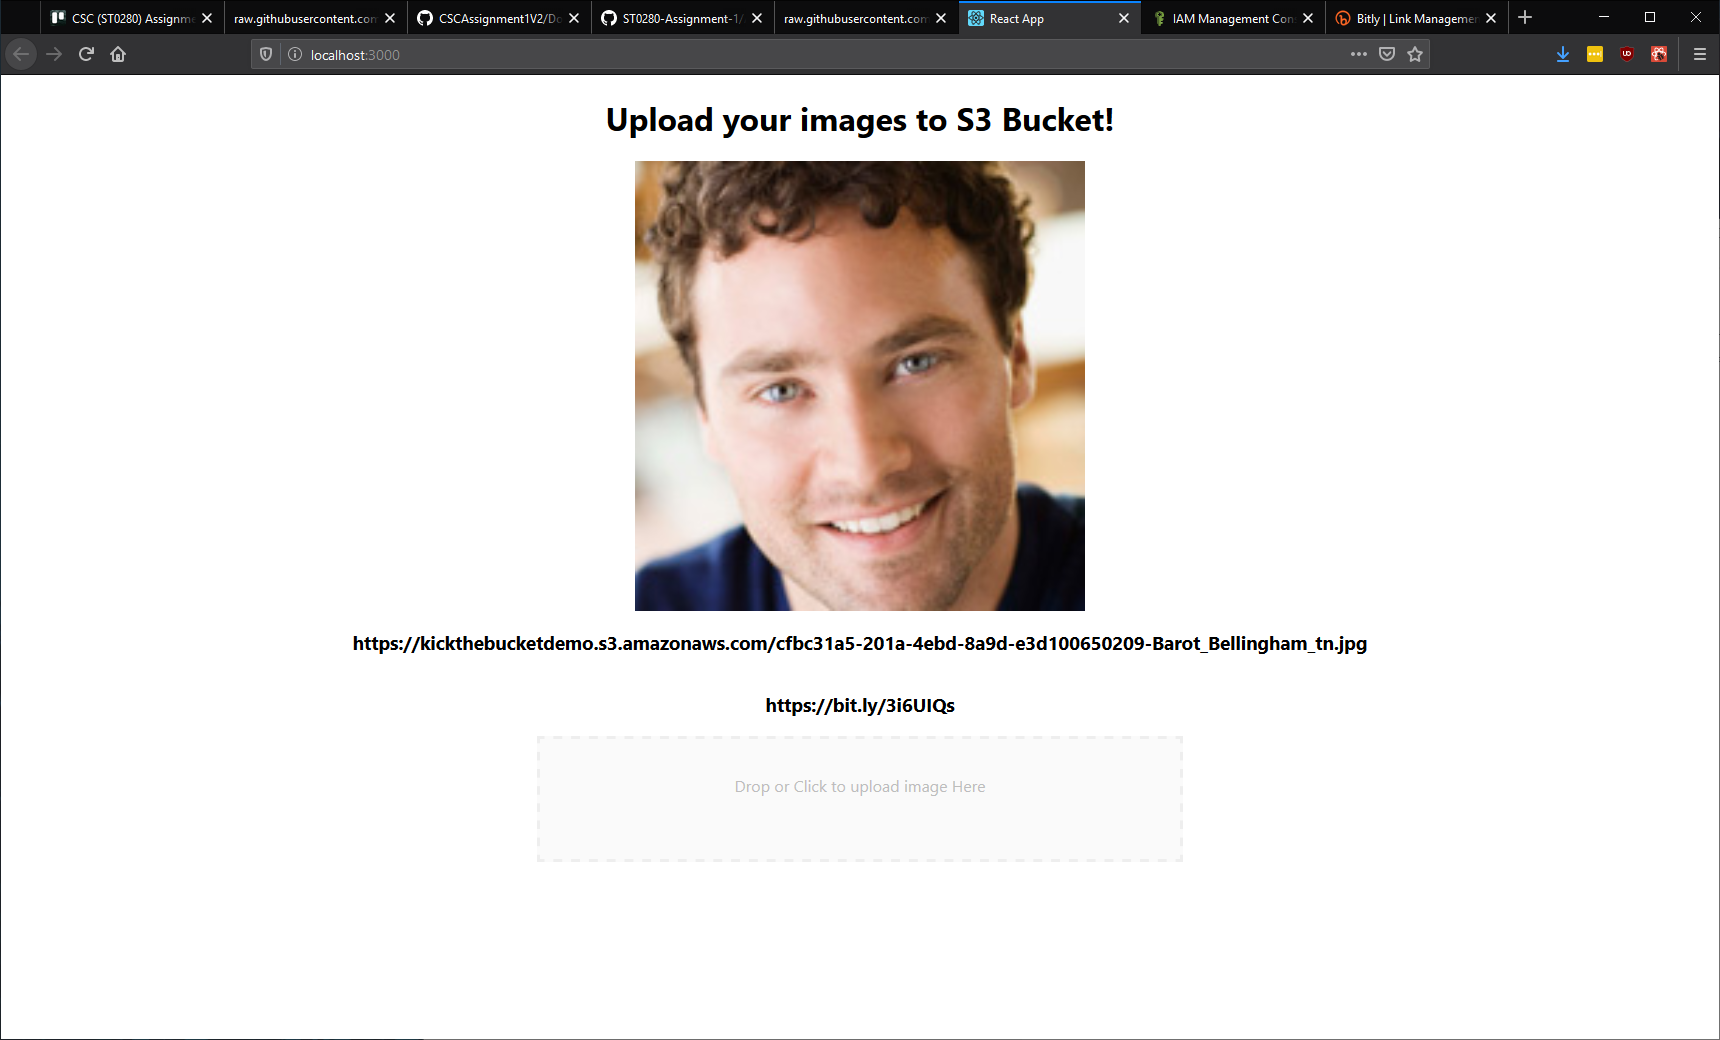 CSC (ST0280) Assignme
raw.githubusercontent.com
CSCAssignment1V2/Do
ST0280-Assignment-1/
raw.githubusercontent.com
React App
IAM Management Con
Bitly | Link Managemen
localhost:3000
Upload your images to S3 Bucket!
https://kickthebucketdemo.s3.amazonaws.com/cfbc31a5-201a-4ebd-8a9d-e3d100650209-Barot_Bellingham_tn.jpg
https://bit.ly/3i6UIQs
Drop or Click to upload image Here